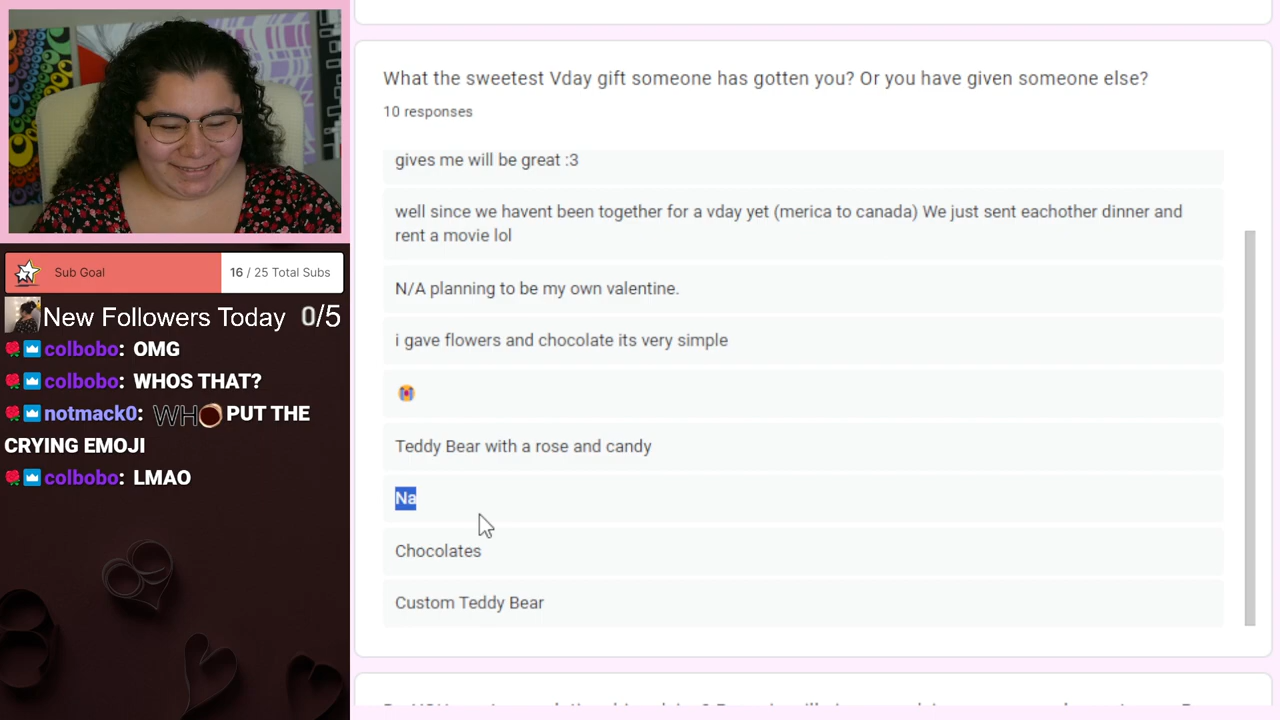 Sub Goal
16 / 25 Total Subs
New Followers Today 0/5
colbobo: OMG
colbobo: WHOS THAT?
notmack0: WH PUT THE
CRYING EMOJI
colbobo: LMAO
What the sweetest Vday gift someone has gotten you? Or you have given someone else?
10 responses
gives me will be great :3
well since we havent been together for a vday yet (merica to canada) We just sent eachother dinner and
rent a movie lol
N/A planning to be my own valentine.
i gave flowers and chocolate its very simple
😭
Teddy Bear with a rose and candy
Na
Chocolates
Custom Teddy Bear